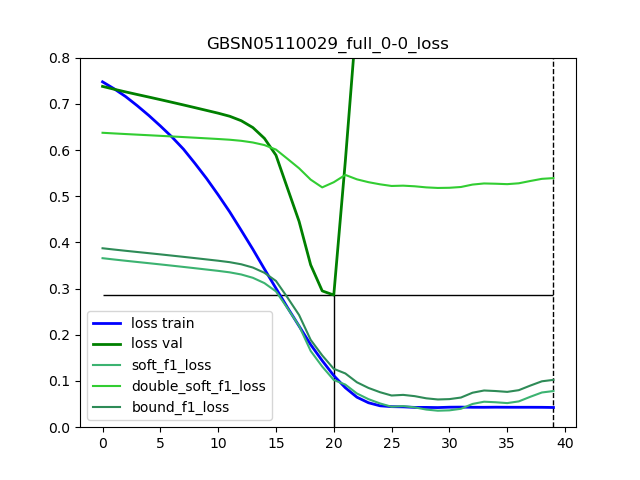 GBSN05110029_full_0-0_loss
0.8
0.7
0.6
0.5
0.4
0.3
0.2
0.1
0.0
loss train
loss val
soft_f1_loss
double_soft_f1_loss
bound_f1_loss
0 5 10 15 20 25 30 35 40